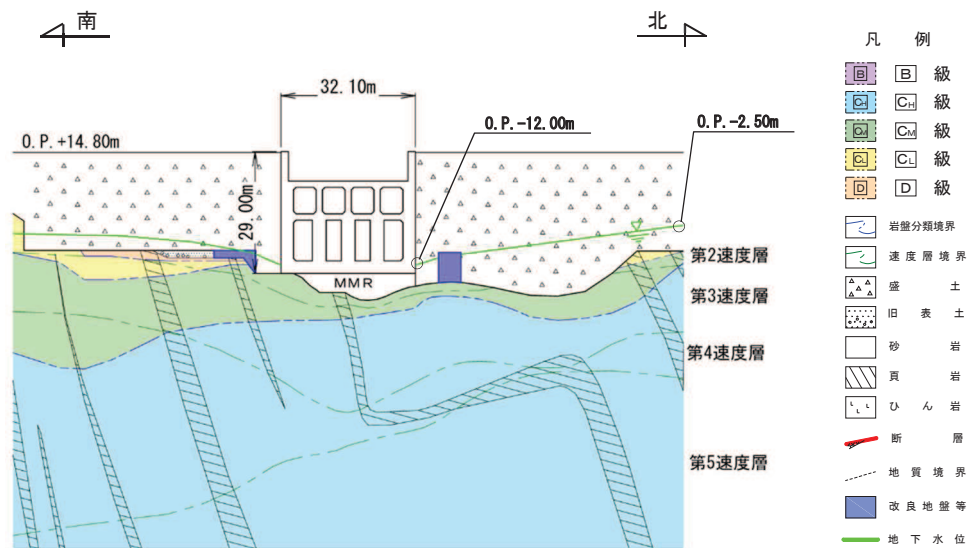 南
北
32.10m
O.P.-12.00m
O.P.-2.50m
O.P.+14.80m
29.00m
MMR
第2速度層
第3速度層
第4速度層
第5速度層
凡 例
B B 級
CH CH 級
CM CM 級
CL CL 級
D D 級
岩盤分類境界
速度層境界
盛 土
旧 表 土
砂 岩
頁 岩
ひ ん 岩
断 層
地 質 境 界
改 良 地 盤 等
地 下 水 位